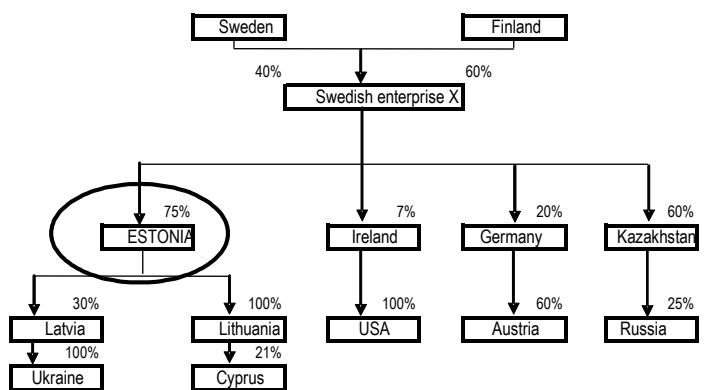 Sweden Finland
40% 60%
Swedish enterprise X
75% 7% 20% 60%
ESTONIA Ireland Germany Kazakhstan
30% 100% 100% 60% 25%
Latvia Lithuania USA Austria Russia
100% 21%
Ukraine Cyprus